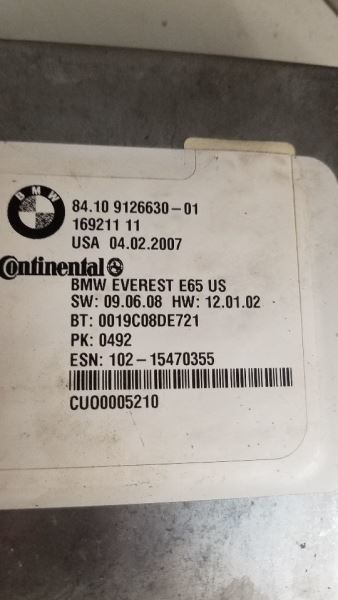 BMW
84.10 9126630-01
169211 11
USA 04.02.2007
Continental
BMW EVEREST E65 US
SW: 09.06.08 HW: 12.01.02
BT: 0019C08DE721
PK: 0492
ESN: 102-15470355
CU00005210